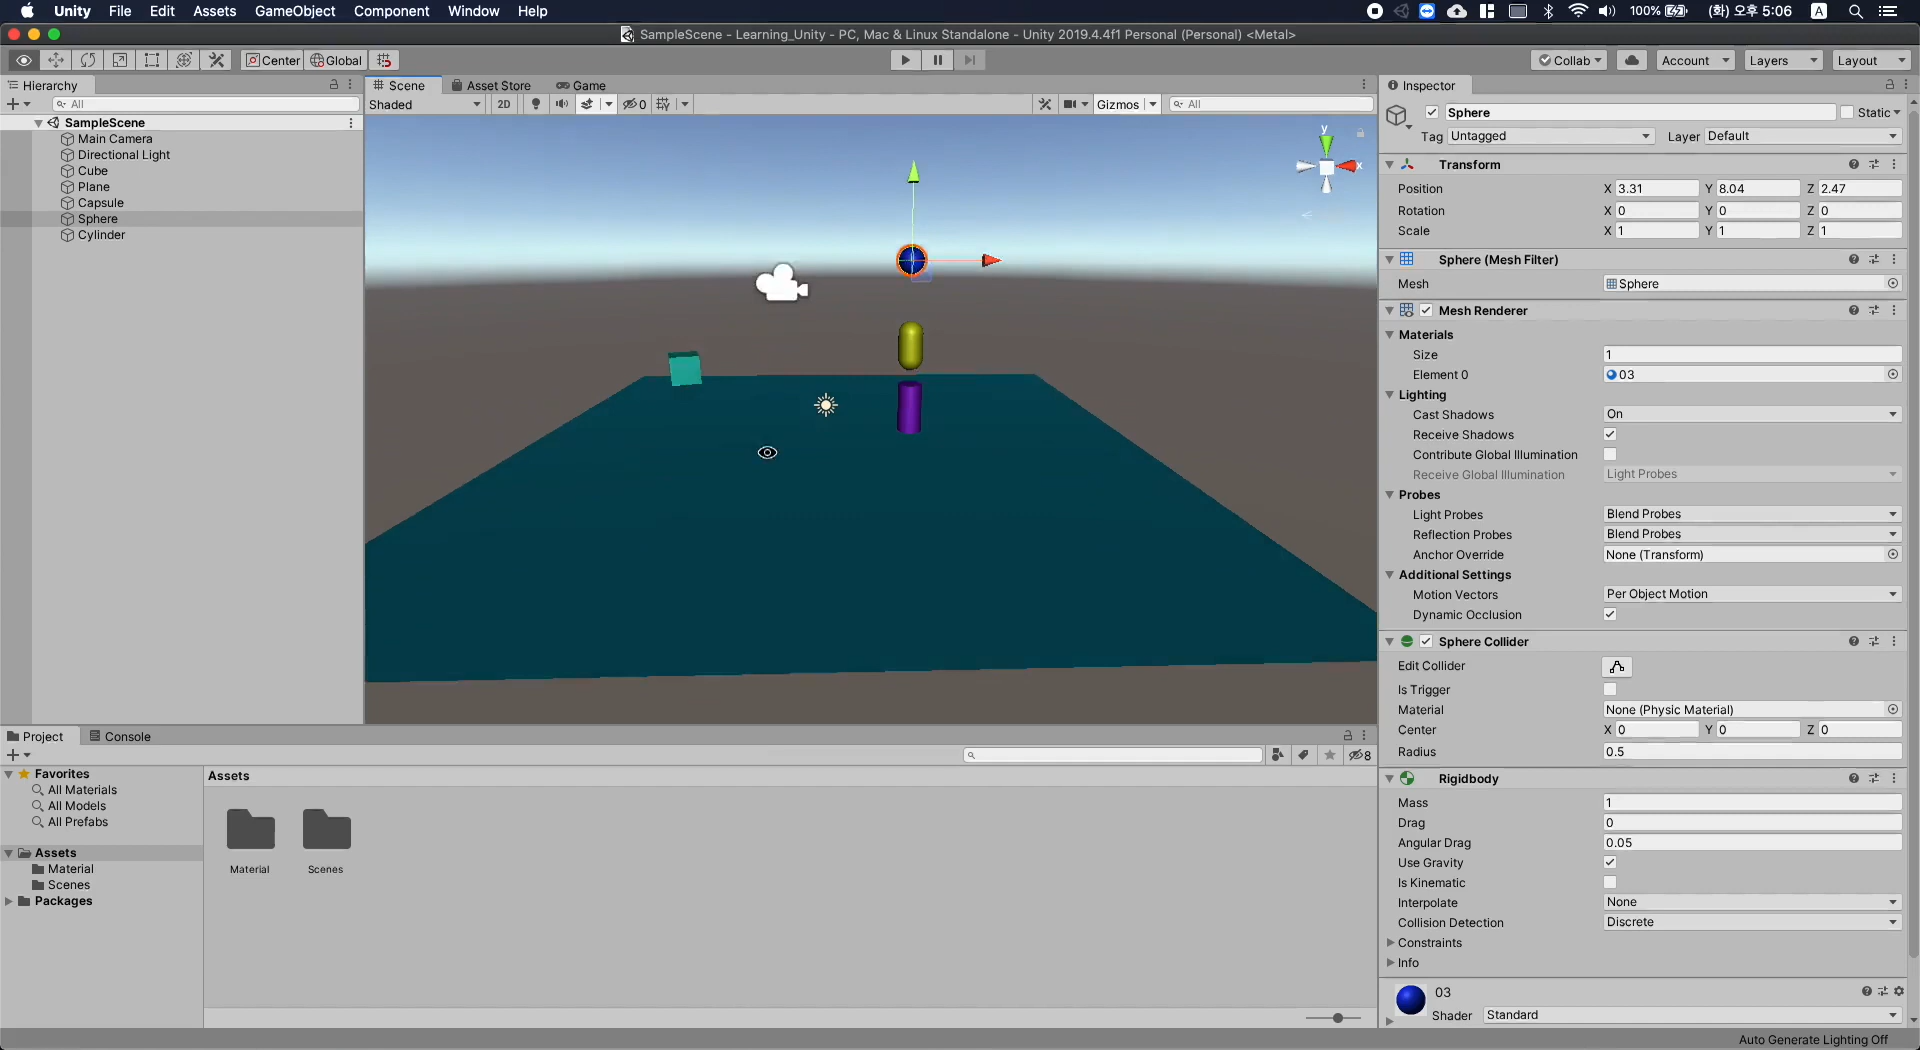 Unity File Edit Assets GameObject Component Window Help 100% (화) 오후 5:06 A
SampleScene - Learning_Unity - PC, Mac & Linux Standalone - Unity 2019.4.4f1 Personal (Personal) <Metal>
Center Global Collab Account Layers Layout
Hierarchy
All
SampleScene
Main Camera
Directional Light
Cube
Plane
Capsule
Sphere
Cylinder
Scene Asset Store Game
Shaded 2D 0 Gizmos All
y
x
Inspector
Sphere Static
Tag Untagged Layer Default
Transform
Position X 3.31 Y 8.04 Z 2.47
Rotation X 0 Y 0 Z 0
Scale X 1 Y 1 Z 1
Sphere (Mesh Filter)
Mesh Sphere
Mesh Renderer
Materials
Size 1
Element 0 03
Lighting
Cast Shadows On
Receive Shadows
Contribute Global Illumination
Receive Global Illumination Light Probes
Probes
Light Probes Blend Probes
Reflection Probes Blend Probes
Anchor Override None (Transform)
Additional Settings
Motion Vectors Per Object Motion
Dynamic Occlusion
Sphere Collider
Edit Collider
Is Trigger
Material None (Physic Material)
Center X 0 Y 0 Z 0
Radius 0.5
Rigidbody
Mass 1
Drag 0
Angular Drag 0.05
Use Gravity
Is Kinematic
Interpolate None
Collision Detection Discrete
Constraints
Info
03
Shader Standard
Project Console
8
Favorites
All Materials
All Models
All Prefabs
Assets
Material
Scenes
Packages
Assets
Material Scenes
Auto Generate Lighting Off